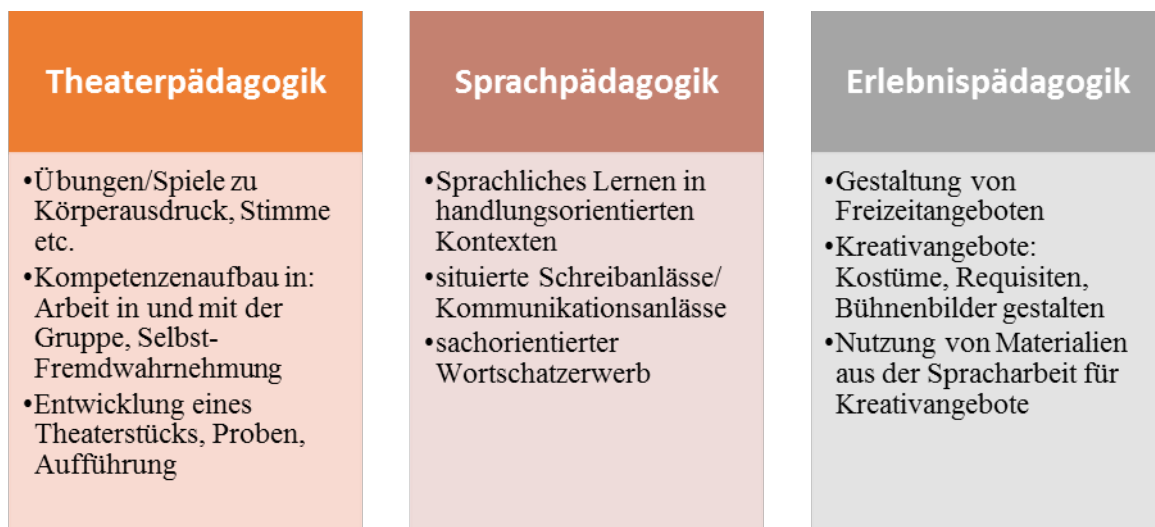 Theaterpädagogik
•Übungen/Spiele zu
Körperausdruck, Stimme
etc.
•Kompetenzenaufbau in:
Arbeit in und mit der
Gruppe, Selbst-
Fremdwahrnehmung
•Entwicklung eines
Theaterstücks, Proben,
Aufführung
Sprachpädagogik
•Sprachliches Lernen in
handlungsorientierten
Kontexten
•situierte Schreibanlässe/
Kommunikationsanlässe
•sachorientierter
Wortschatzerwerb
Erlebnispädagogik
•Gestaltung von
Freizeitangeboten
•Kreativangebote:
Kostüme, Requisiten,
Bühnenbilder gestalten
•Nutzung von Materialien
aus der Spracharbeit für
Kreativangebote